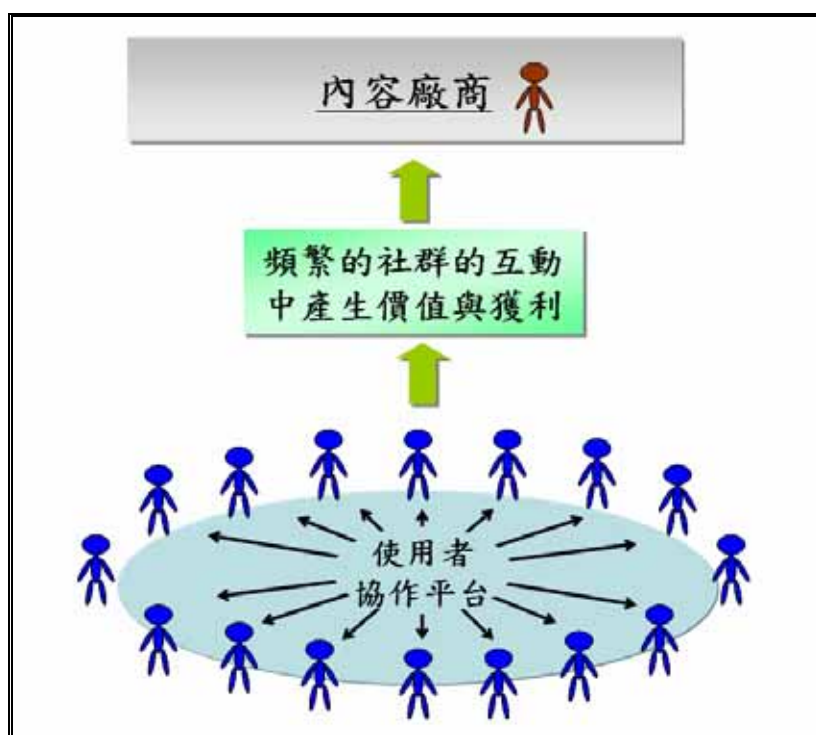 內容廠商
頻繁的社群的互動
中產生價值與獲利
使用者
協作平台